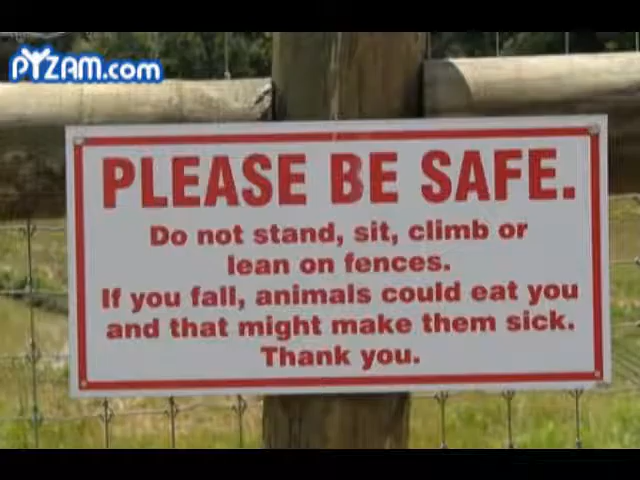 PYZAM.com
PLEASE BE SAFE.
Do not stand, sit, climb or
lean on fences.
If you fall, animals could eat you
and that might make them sick.
Thank you.